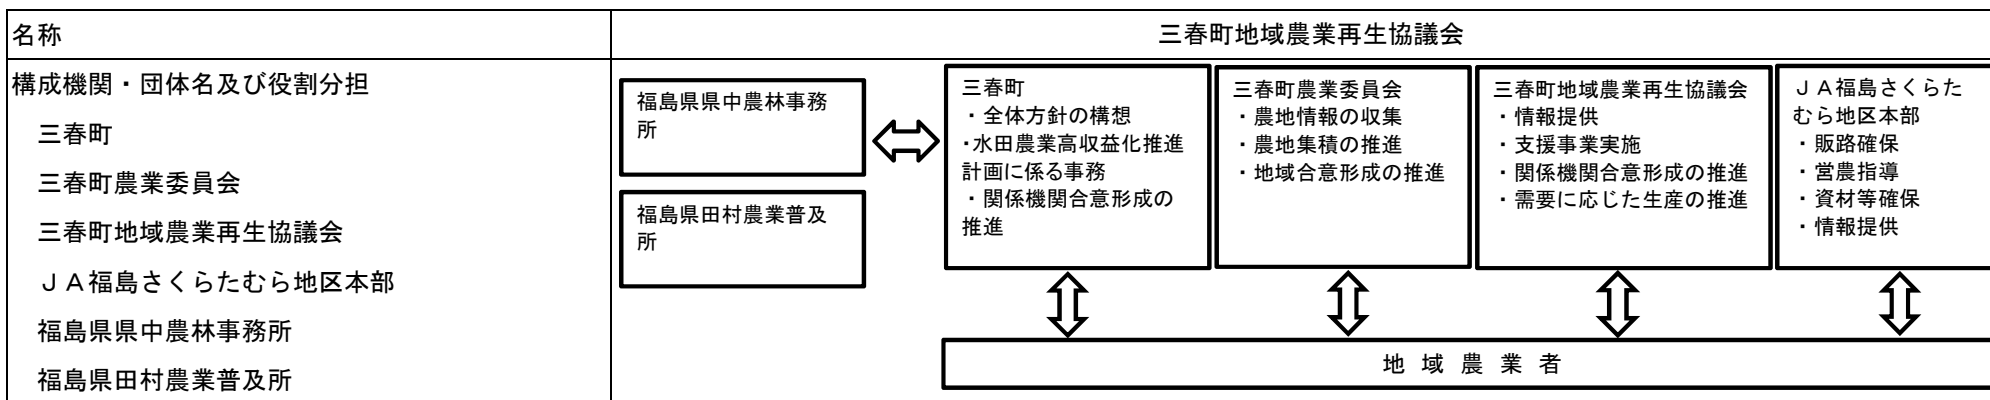 名称
三春町地域農業再生協議会
構成機関・団体名及び役割分担
三春町
三春町農業委員会
三春町地域農業再生協議会
ＪＡ福島さくらたむら地区本部
福島県県中農林事務所
福島県田村農業普及所
福島県県中農林事務
所
福島県田村農業普及
所
三春町
・全体方針の構想
・水田農業高収益化推進
計画に係る事務
・関係機関合意形成の
推進
三春町農業委員会
・農地情報の収集
・農地集積の推進
・地域合意形成の推進
三春町地域農業再生協議会
・情報提供
・支援事業実施
・関係機関合意形成の推進
・需要に応じた生産の推進
ＪＡ福島さくらた
むら地区本部
・販路確保
・営農指導
・資材等確保
・情報提供
地 域 農 業 者